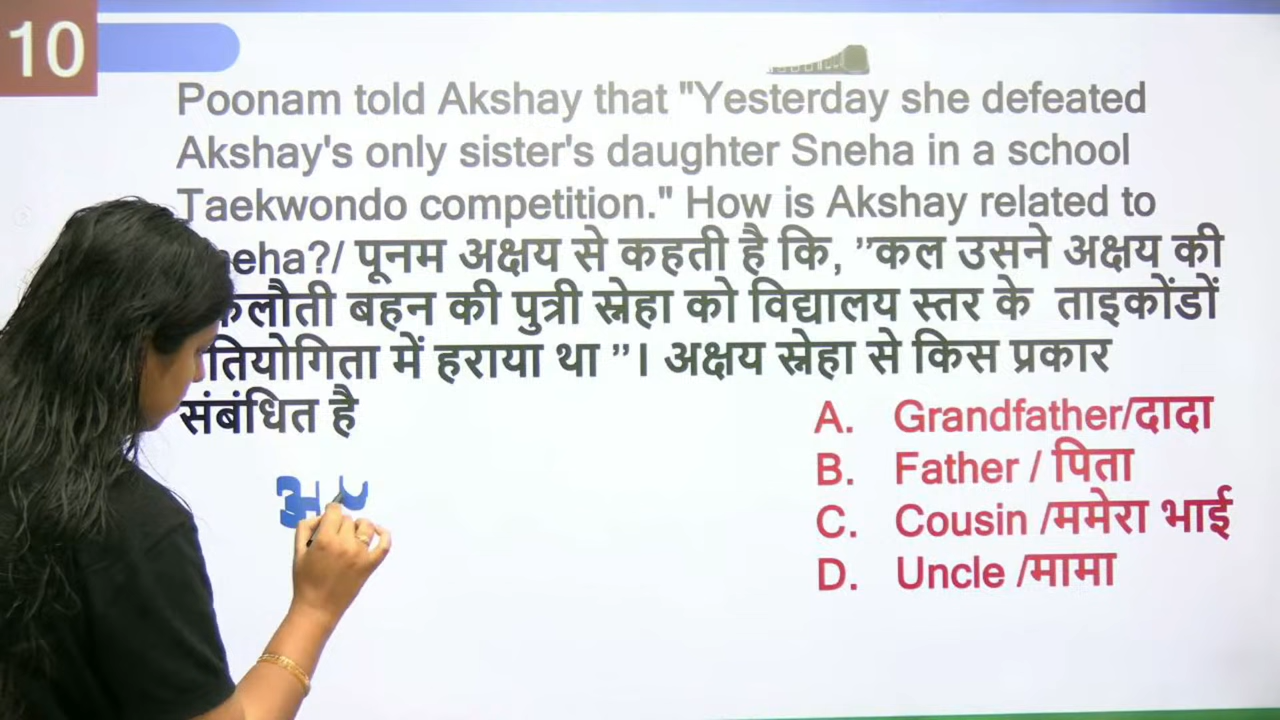 10
Poonam told Akshay that "Yesterday she defeated
Akshay's only sister's daughter Sneha in a school
Taekwondo competition." How is Akshay related to
eha?/ पूनम अक्षय से कहती है कि, ”कल उसने अक्षय की
कलौती बहन की पुत्री स्नेहा को विद्यालय स्तर के ताइकोंडों
तियोगिता में हराया था ”। अक्षय स्नेहा से किस प्रकार
संबंधित है
A. Grandfather/दादा
B. Father / पिता
C. Cousin /ममेरा भाई
D. Uncle /मामा